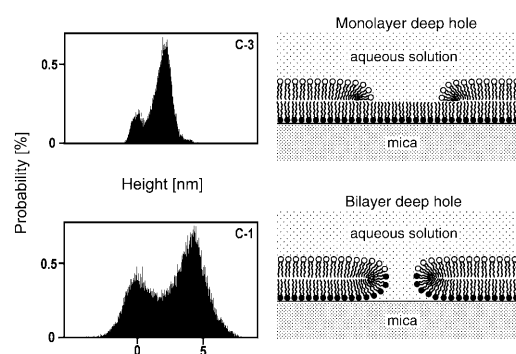 Monolayer deep hole
C-3
0.5
0
aqueous solution
mica
Probability [%]
Height [nm]
Bilayer deep hole
C-1
0.5
0
0 5
aqueous solution
mica